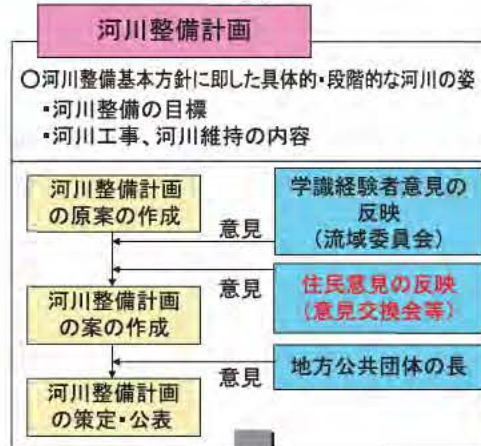 河川整備計画
〇河川整備基本方針に即した具体的・段階的な河川の姿
・河川整備の目標
・河川工事、河川維持の内容
河川整備計画
の原案の作成
意見
学識経験者意見の
反映
(流域委員会)
意見
住民意見の反映
(意見交換会等)
河川整備計画
の案の作成
意見
地方公共団体の長
河川整備計画
の策定・公表